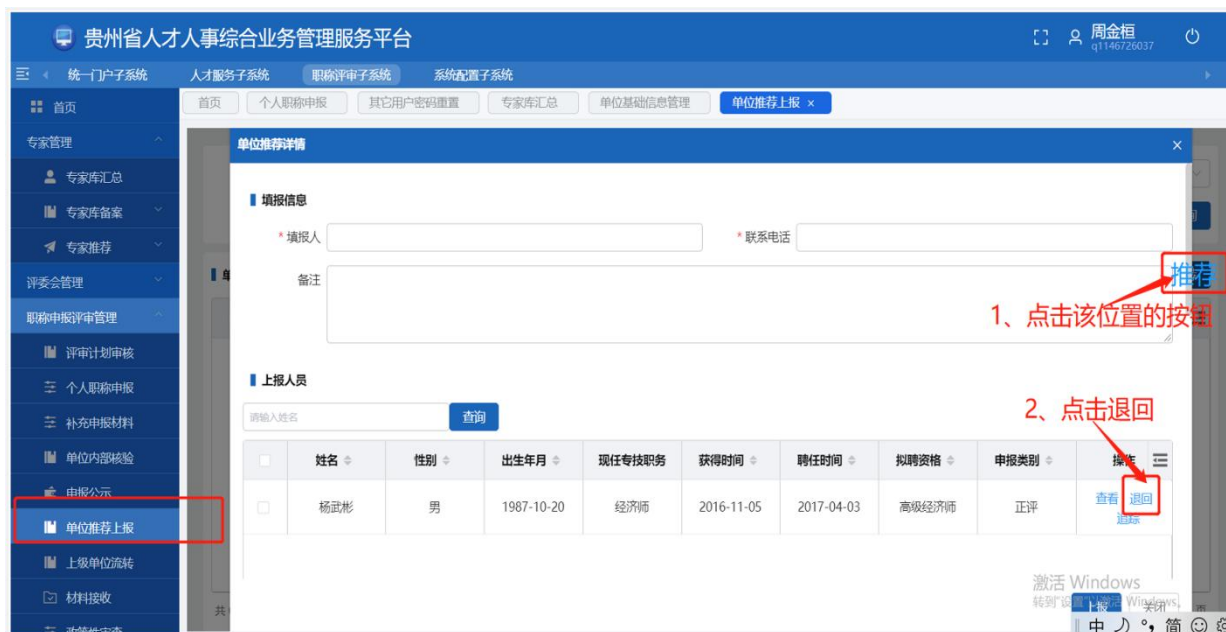 贵州省人才人事综合业务管理服务平台
周金桓
q1146726037
统一门户子系统 人才服务子系统 职称评审子系统 系统配置子系统
首页
首页 个人职称申报 其它用户密码重置 专家库汇总 单位基础信息管理 单位推荐上报 ×
专家管理
专家库汇总
专家库备案
专家推荐
评委会管理
职称申报评审管理
评审计划审核
个人职称申报
补充申报材料
单位内部核验
申报公示
单位推荐上报
上级单位流转
材料接收
单位推荐详情 ×
填报信息
* 填报人
* 联系电话
备注
推荐
1、点击该位置的按钮
上报人员
请输入姓名 查询
2、点击退回
姓名 性别 出生年月 现任专技职务 获得时间 聘任时间 拟聘资格 申报类别 操作
杨武彬 男 1987-10-20 经济师 2016-11-05 2017-04-03 高级经济师 正评 查看 退回
追踪
激活 Windows
转到"设置"以激活 Windows。
上报 关闭
共
页
中 简